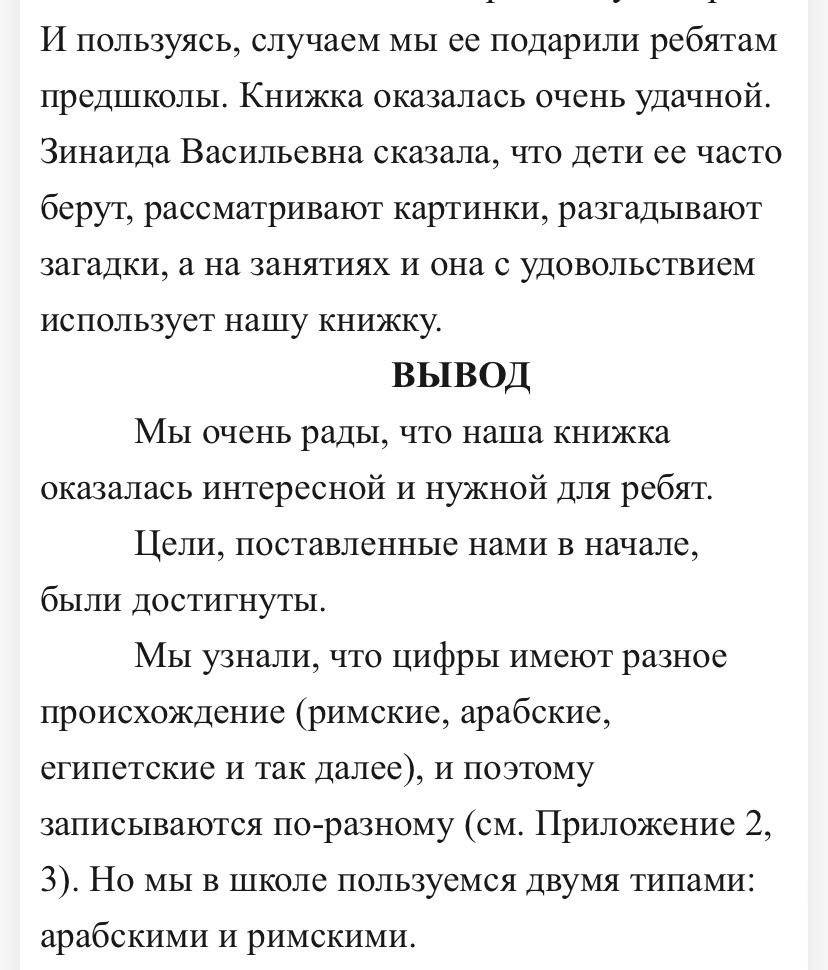 И пользуясь, случаем мы ее подарили ребятам
предшколы. Книжка оказалась очень удачной.
Зинаида Васильевна сказала, что дети ее часто
берут, рассматривают картинки, разгадывают
загадки, а на занятиях и она с удовольствием
использует нашу книжку.
ВЫВОД
Мы очень рады, что наша книжка
оказалась интересной и нужной для ребят.
Цели, поставленные нами в начале,
были достигнуты.
Мы узнали, что цифры имеют разное
происхождение (римские, арабские,
египетские и так далее), и поэтому
записываются по-разному (см. Приложение 2,
3). Но мы в школе пользуемся двумя типами:
арабскими и римскими.